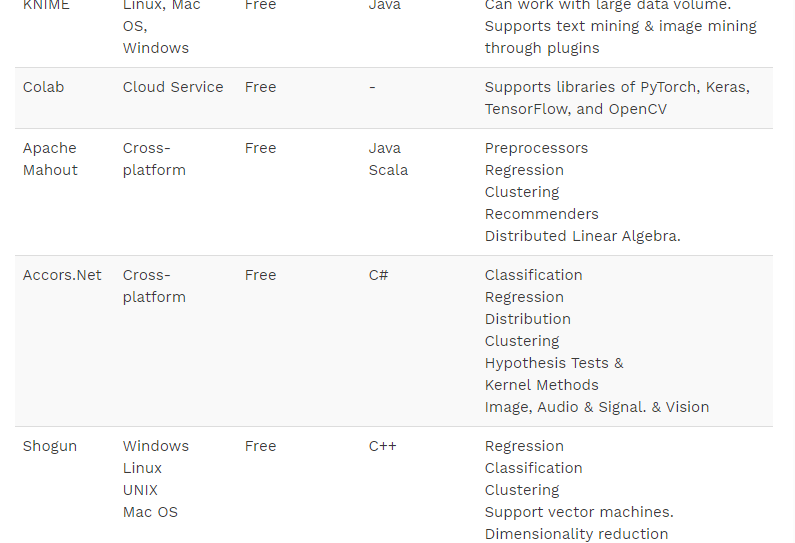 KNIME Linux, Mac Free Java Can work with large data volume.
OS, Supports text mining & image mining
Windows through plugins
Colab Cloud Service Free - Supports libraries of PyTorch, Keras,
TensorFlow, and OpenCV
Apache Cross- Free Java Preprocessors
Mahout platform Scala Regression
Clustering
Recommenders
Distributed Linear Algebra.
Accors.Net Cross- Free C# Classification
platform Regression
Distribution
Clustering
Hypothesis Tests &
Kernel Methods
Image, Audio & Signal. & Vision
Shogun Windows Free C++ Regression
Linux Classification
UNIX Clustering
Mac OS Support vector machines.
Dimensionality reduction